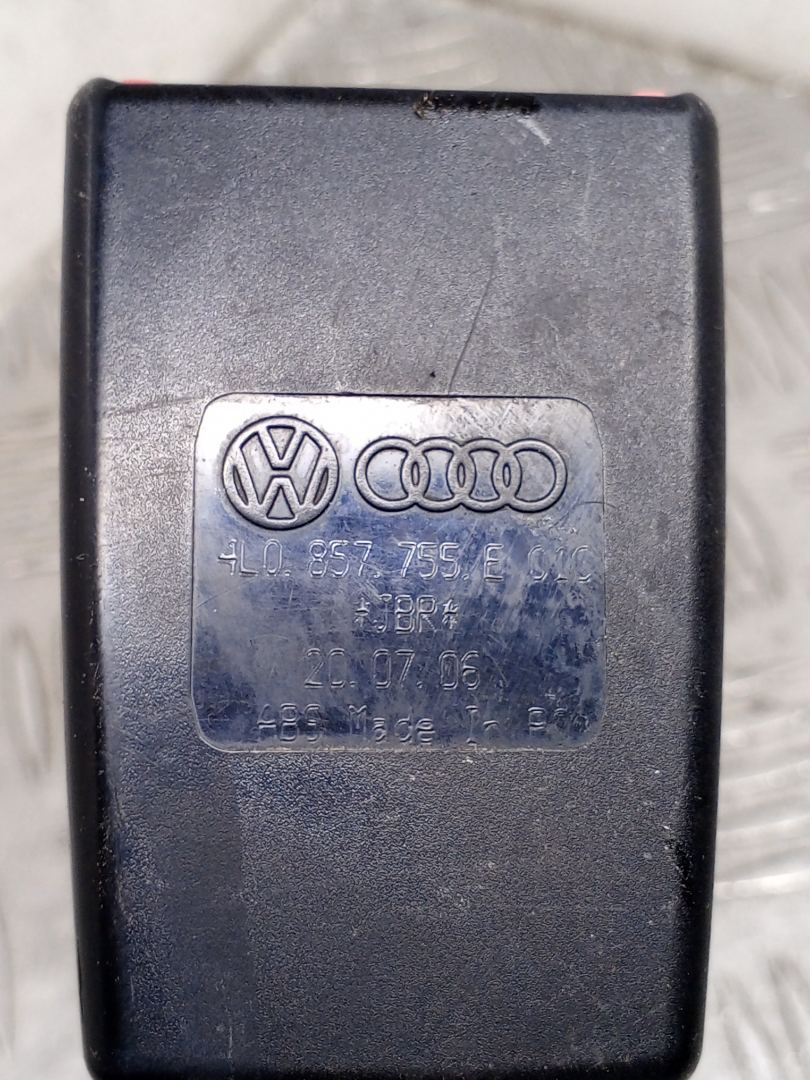 4L0. 857. 755. E 01C
*JBR*
20. 07. 06
ABS Made In